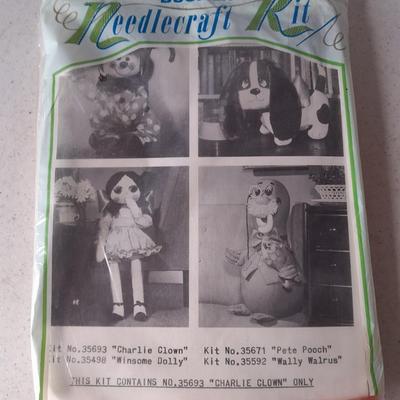 Needlecraft Kit
Kit No.35693 "Charlie Clown" Kit No.35671 "Pete Pooch"
Kit No.35498 "Winsome Dolly" Kit No.35592 "Wally Walrus"
THIS KIT CONTAINS NO.35693 "CHARLIE CLOWN" ONLY